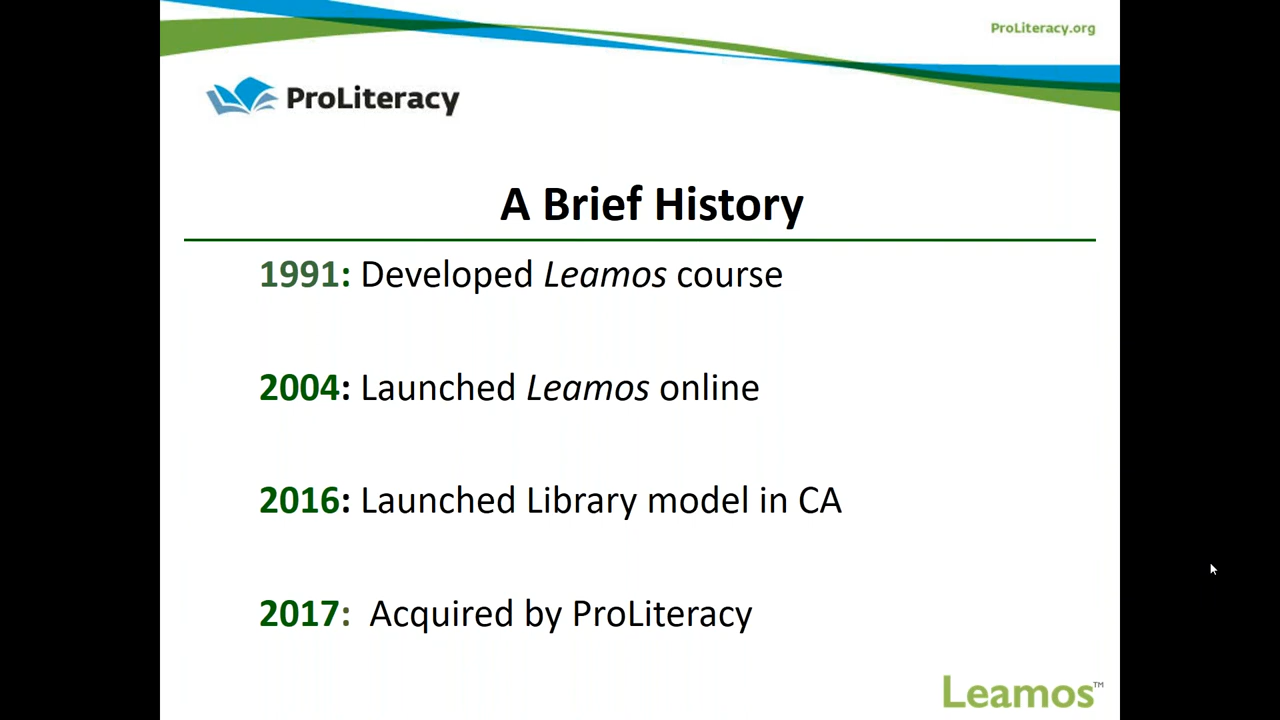 ProLiteracy.org
ProLiteracy
A Brief History
1991: Developed Leamos course
2004: Launched Leamos online
2016: Launched Library model in CA
2017: Acquired by ProLiteracy
Leamos™